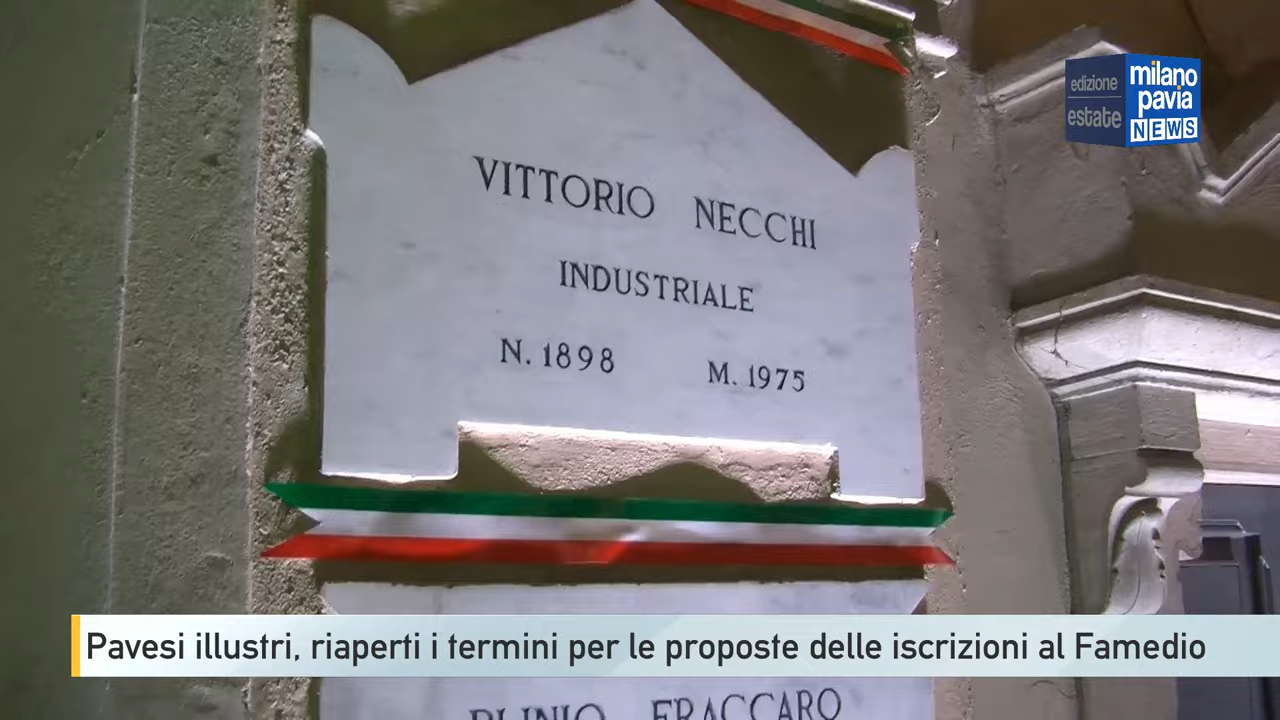 edizione
estate
milano
pavia
NEWS
VITTORIO NECCHI
INDUSTRIALE
N. 1898 M. 1975
Pavesi illustri, riaperti i termini per le proposte delle iscrizioni al Famedio
PLINIO FRACCARO